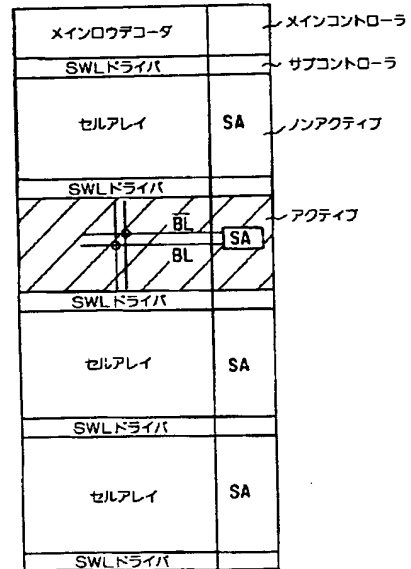 メインロウデコーダ
メインコントローラ
SWLドライバ
サブコントローラ
セルアレイ
SA
ノンアクティブ
SWLドライバ
アクティブ
B̅L̅
SA
BL
SWLドライバ
セルアレイ
SA
SWLドライバ
セルアレイ
SA
SWLドライバ